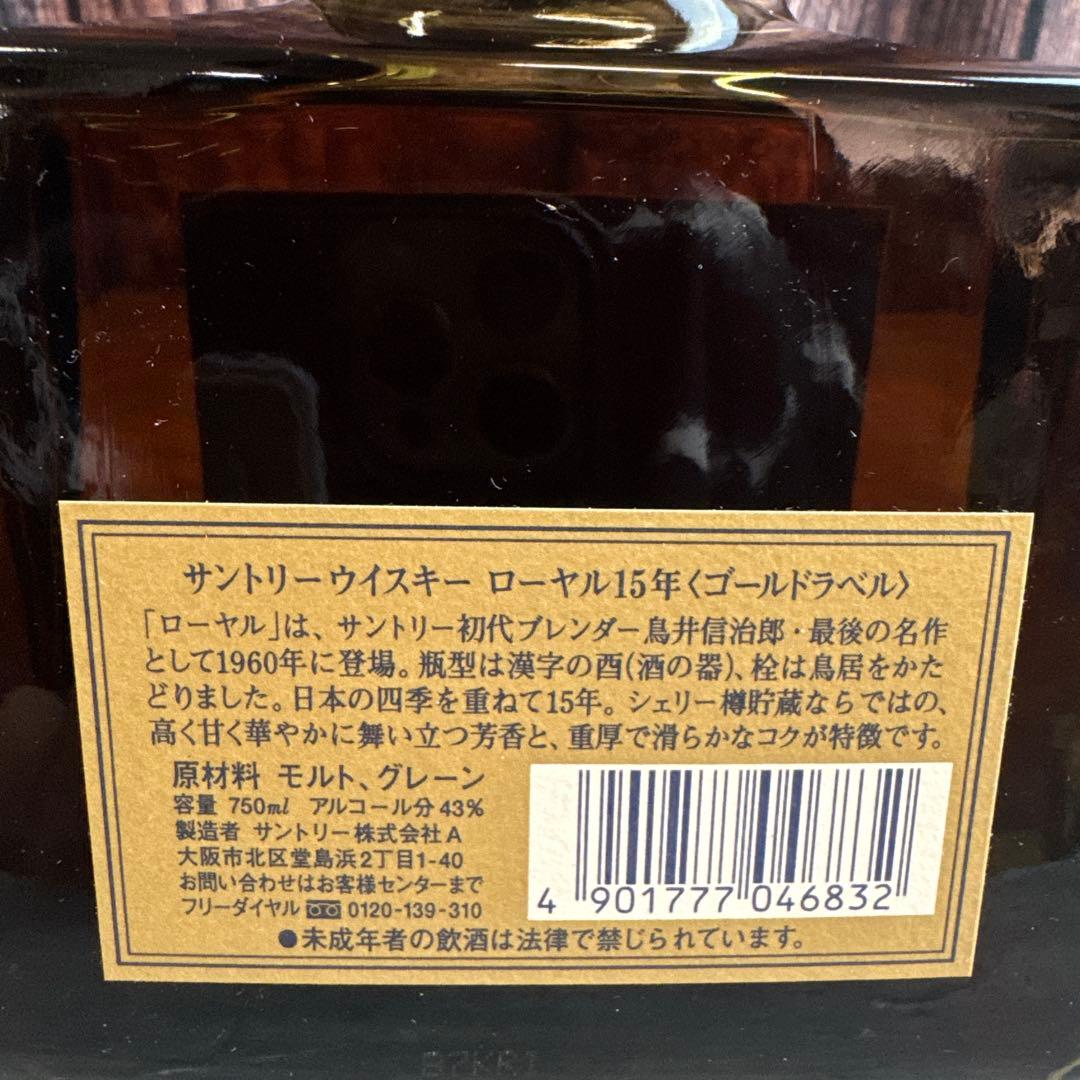 サントリーウイスキー ローヤル15年〈ゴールドラベル〉
「ローヤル」は、サントリー初代ブレンダー鳥井信治郎・最後の名作
として1960年に登場。瓶型は漢字の酉(酒の器)、栓は鳥居をかた
どりました。日本の四季を重ねて15年。シェリー樽貯蔵ならではの、
高く甘く華やかに舞い立つ芳香と、重厚で滑らかなコクが特徴です。
原材料 モルト、グレーン
容量 750ml アルコール分43%
製造者 サントリー株式会社A
大阪市北区堂島浜2丁目1-40
お問い合わせはお客様センターまで
フリーダイヤル 0120-139-310
4 901777 046832
●未成年者の飲酒は法律で禁じられています。